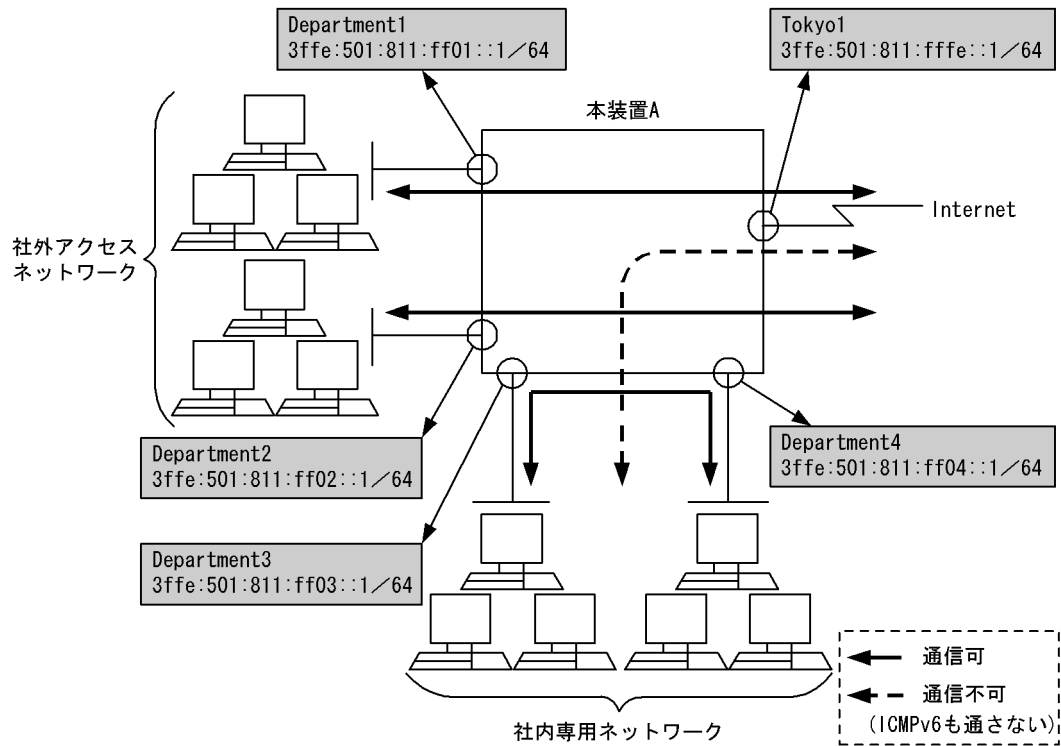 Department1
3ffe:501:811:ff01::1／64
Tokyo1
3ffe:501:811:fffe::1／64
本装置A
Internet
社外アクセス
ネットワーク
Department2
3ffe:501:811:ff02::1／64
Department4
3ffe:501:811:ff04::1／64
Department3
3ffe:501:811:ff03::1／64
通信可
通信不可
（ICMPv6も通さない）
社内専用ネットワーク